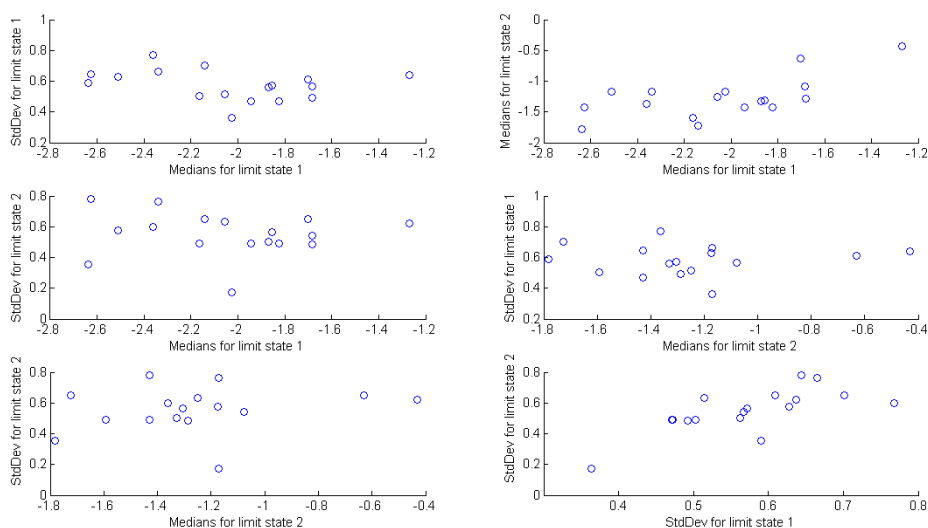 1
0.8
0.6
0.4
0.2
-2.8 -2.6 -2.4 -2.2 -2 -1.8 -1.6 -1.4 -1.2
Medians for limit state 1
StdDev for limit state 1
0
-0.5
-1
-1.5
-2
-2.8 -2.6 -2.4 -2.2 -2 -1.8 -1.6 -1.4 -1.2
Medians for limit state 1
Medians for limit state 2
0.8
0.6
0.4
0.2
0
-2.8 -2.6 -2.4 -2.2 -2 -1.8 -1.6 -1.4 -1.2
Medians for limit state 1
StdDev for limit state 2
1
0.8
0.6
0.4
0.2
-1.8 -1.6 -1.4 -1.2 -1 -0.8 -0.6 -0.4
Medians for limit state 2
StdDev for limit state 1
0.8
0.6
0.4
0.2
0
-1.8 -1.6 -1.4 -1.2 -1 -0.8 -0.6 -0.4
Medians for limit state 2
StdDev for limit state 2
0.8
0.6
0.4
0.2
0
0.4 0.5 0.6 0.7 0.8
StdDev for limit state 1
StdDev for limit state 2